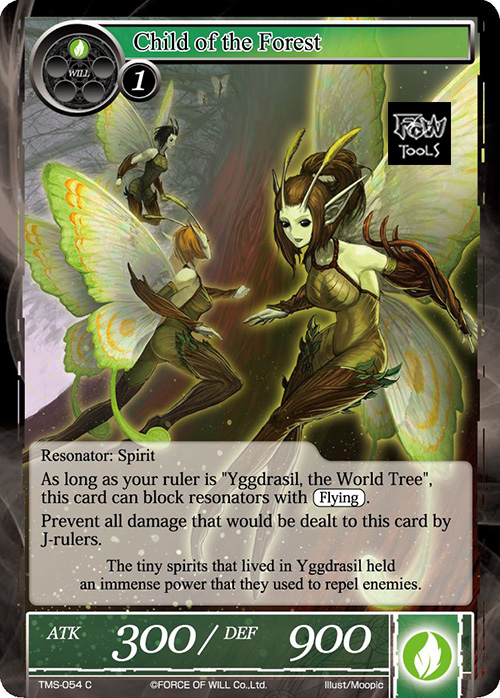 Child of the Forest
WILL
1
FOW
TOOLS
Resonator: Spirit
As long as your ruler is "Yggdrasil, the World Tree",
this card can block resonators with Flying.
Prevent all damage that would be dealt to this card by
J-rulers.
The tiny spirits that lived in Yggdrasil held
an immense power that they used to repel enemies.
ATK 300 / DEF 900
TMS-054 C ©FORCE OF WILL Co.,Ltd. Illust/Moopic